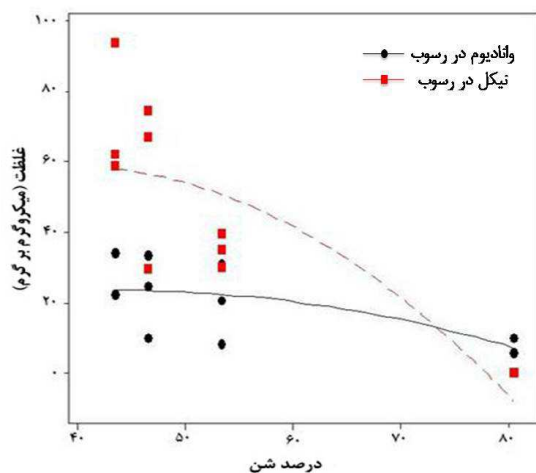 ۱۰۰
۸۰
۶۰
۴۰
۲۰
۰
غلظت (میکروگرم بر گرم)
وانادیوم در رسوب
نیکل در رسوب
۴۰
۵۰
۶۰
۷۰
۸۰
درصد شن